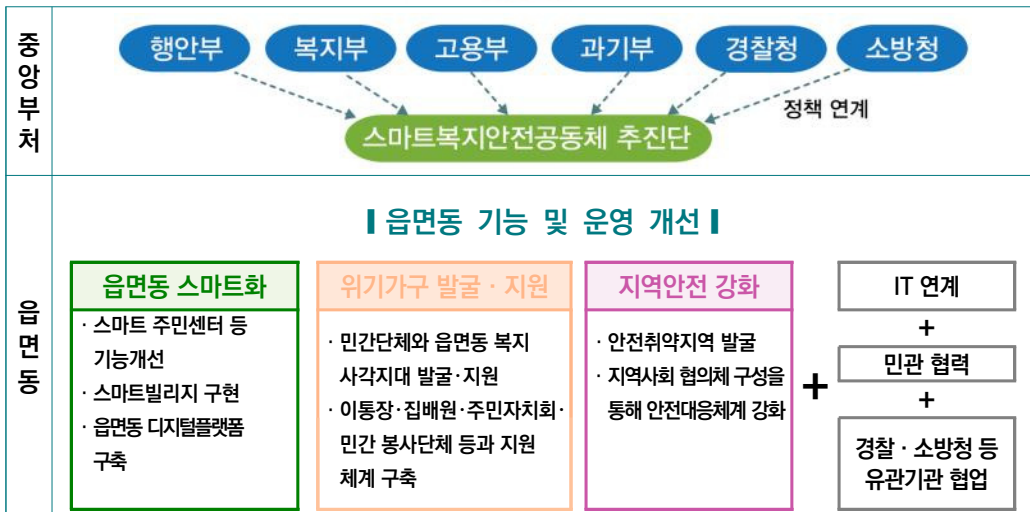 중앙부처
행안부 복지부 고용부 과기부 경찰청 소방청
정책 연계
스마트복지안전공동체 추진단
읍면동
읍면동 기능 및 운영 개선
읍면동 스마트화
· 스마트 주민센터 등
기능개선
· 스마트빌리지 구현
· 읍면동 디지털플랫폼
구축
위기가구 발굴 · 지원
· 민간단체와 읍면동 복지
사각지대 발굴·지원
· 이통장·집배원·주민자치회·
민간 봉사단체 등과 지원
체계 구축
지역안전 강화
· 안전취약지역 발굴
· 지역사회 협의체 구성을
통해 안전대응체계 강화
+
IT 연계
+
민관 협력
+
경찰 · 소방청 등
유관기관 협업